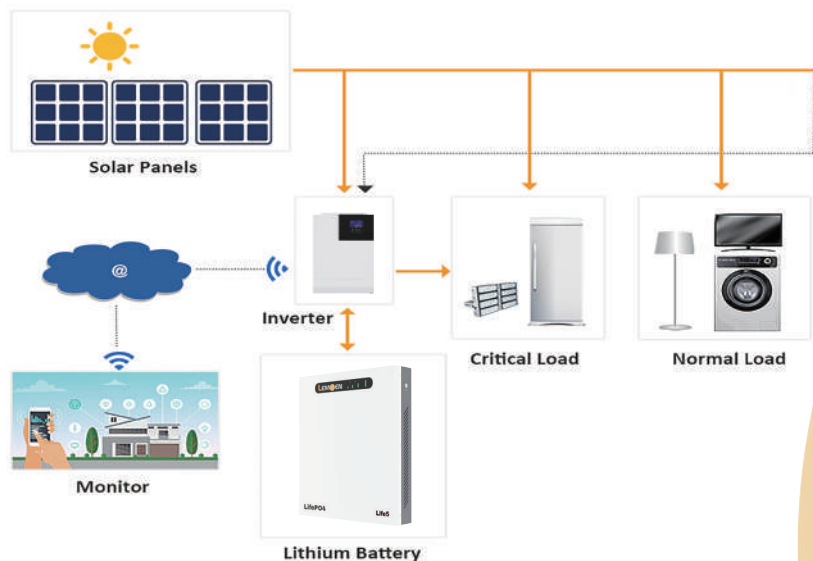 Solar Panels
@
Inverter
Critical Load
Normal Load
Monitor
LifePO4
Life5
Lithium Battery